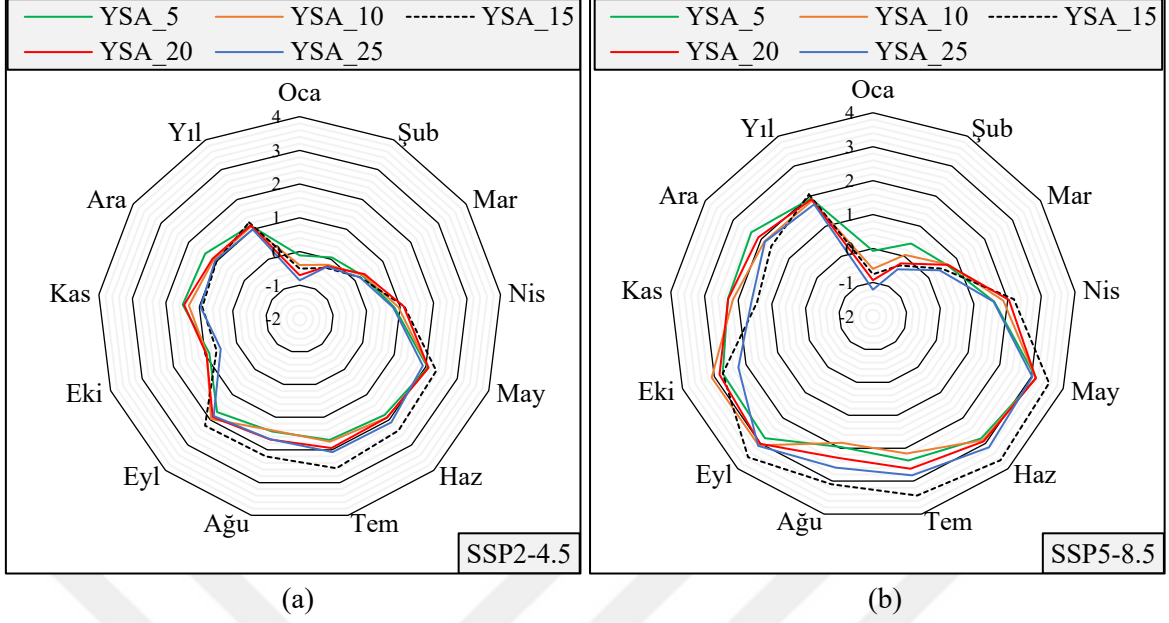 YSA_5 YSA_10 YSA_15
YSA_20 YSA_25
Oca
Şub
Mar
Nis
May
Haz
Tem
Ağu
Eyl
Eki
Kas
Ara
Yıl
4
3
2
1
-1
-2
SSP2-4.5
(a)
YSA_5 YSA_10 YSA_15
YSA_20 YSA_25
Oca
Şub
Mar
Nis
May
Haz
Tem
Ağu
Eyl
Eki
Kas
Ara
Yıl
4
3
2
1
-1
-2
SSP5-8.5
(b)